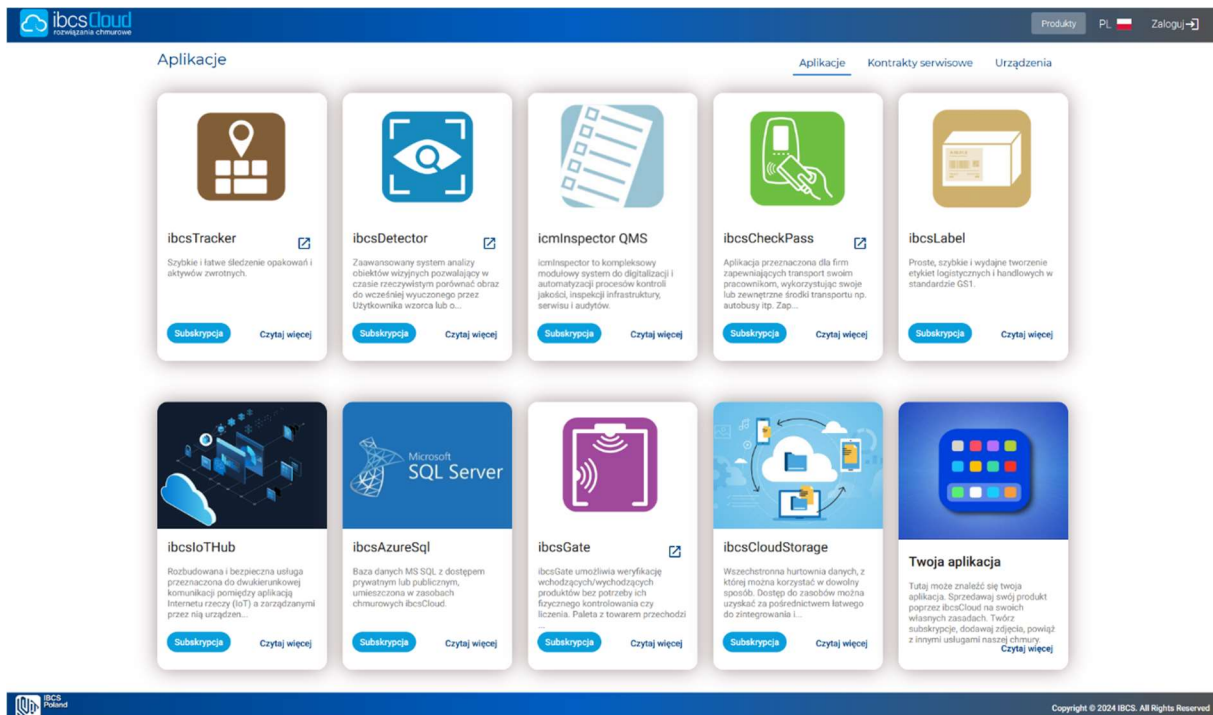 ibcsCloud
rozwiązania chmurowe
Produkty
PL
Zaloguj
Aplikacje
Aplikacje
Kontrakty serwisowe
Urządzenia
ibcsTracker
Szybkie i łatwe śledzenie opakowań i
aktywów zwrotnych.
Subskrypcja
Czytaj więcej
ibcsDetector
Zaawansowany system analizy
obiektów wizyjnych pozwalający w
czasie rzeczywistym porównać obraz
do wcześniej wyuczonego przez
Użytkownika wzorca lub o...
Subskrypcja
Czytaj więcej
icmInspector QMS
icmInspector to kompleksowy
modułowy system do digitalizacji i
automatyzacji procesów kontroli
jakości, inspekcji infrastruktury,
serwisu i audytów.
Subskrypcja
Czytaj więcej
ibcsCheckPass
Aplikacja przeznaczona dla firm
zapewniających transport swoim
pracownikom, wykorzystując swoje
lub zewnętrzne środki transportu np.
autobusy itp. Zap...
Subskrypcja
Czytaj więcej
ibcsLabel
Proste, szybkie i wydajne tworzenie
etykiet logistycznych i handlowych w
standardzie GS1.
Subskrypcja
Czytaj więcej
ibcsIoTHub
Rozbudowana i bezpieczna usługa
przeznaczona do dwukierunkowej
komunikacji pomiędzy aplikacją
Internetu rzeczy (IoT) a zarządzanymi
przez nią urządzen...
Subskrypcja
Czytaj więcej
Microsoft
SQL Server
ibcsAzureSql
Baza danych MS SQL z dostępem
prywatnym lub publicznym,
umieszczona w zasobach
chmurowych ibcsCloud.
Subskrypcja
Czytaj więcej
ibcsGate
ibcsGate umożliwia weryfikację
wchodzących/wychodzących
produktów bez potrzeby ich
fizycznego kontrolowania czy
liczenia. Paleta z towarem przechodzi
...
Subskrypcja
Czytaj więcej
ibcsCloudStorage
Wszechstronna hurtownia danych, z
której można korzystać w dowolny
sposób. Dostęp do zasobów można
uzyskać za pośrednictwem łatwego
do zintegrowania i...
Subskrypcja
Czytaj więcej
Twoja aplikacja
Tutaj może znaleźć się twoja
aplikacja. Sprzedawaj swój produkt
poprzez ibcsCloud na swoich
własnych zasadach. Twórz
subskrypcje, dodawaj zdjęcia, powiąż
z innymi usługami naszej chmury.
Czytaj więcej
IBCS
Poland
Copyright © 2024 IBCS. All Rights Reserved